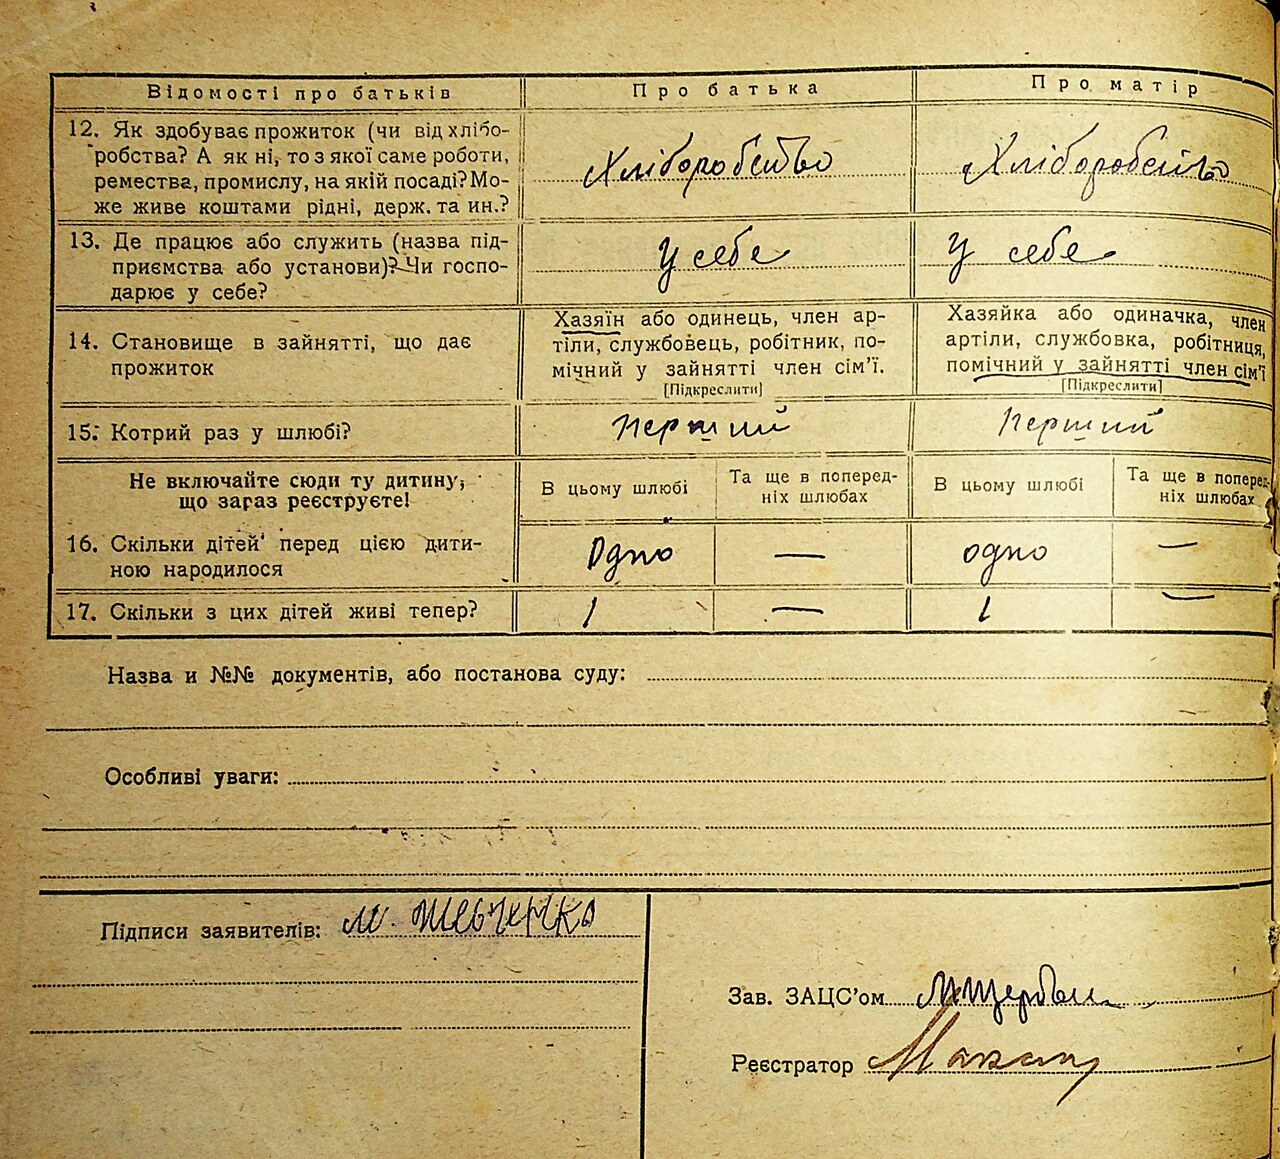 Відомості про батьків
Про батька
Про матір
12. Як здобуває прожиток (чи від хлібо-
робства? А як ні, то з якої саме роботи,
ремества, промислу, на якій посаді? Мо-
же живе коштами рідні, держ. та ин.?
Хліборобство
Хліборобство
13. Де працює або служить (назва під-
приємства або установи)? Чи госпо-
дарює у себе?
У себе
У себе
14. Становище в зайнятті, що дає
прожиток
Хазяїн або одинець, член ар-
тіли, службовець, робітник, по-
мічний у зайнятті член сім'ї.
[Підкреслити]
Хазяйка або одиначка, член
артіли, службовка, робітниця,
помічний у зайнятті член сім'ї
[Підкреслити]
15. Котрий раз у шлюбі?
Перший
Перший
Не включайте сюди ту дитину,
що зараз реєструєте!
В цьому шлюбі
Та ще в поперед-
ніх шлюбах
В цьому шлюбі
Та ще в поперед-
ніх шлюбах
16. Скільки дітей перед цією дити-
ною народилося
Одно
—
одно
—
17. Скільки з цих дітей живі тепер?
1
—
1
—
Назва и №№ документів, або постанова суду:
Особливі уваги:
Підписи заявителів: М. Шевченко
Зав. ЗАЦС'ом
Реєстратор